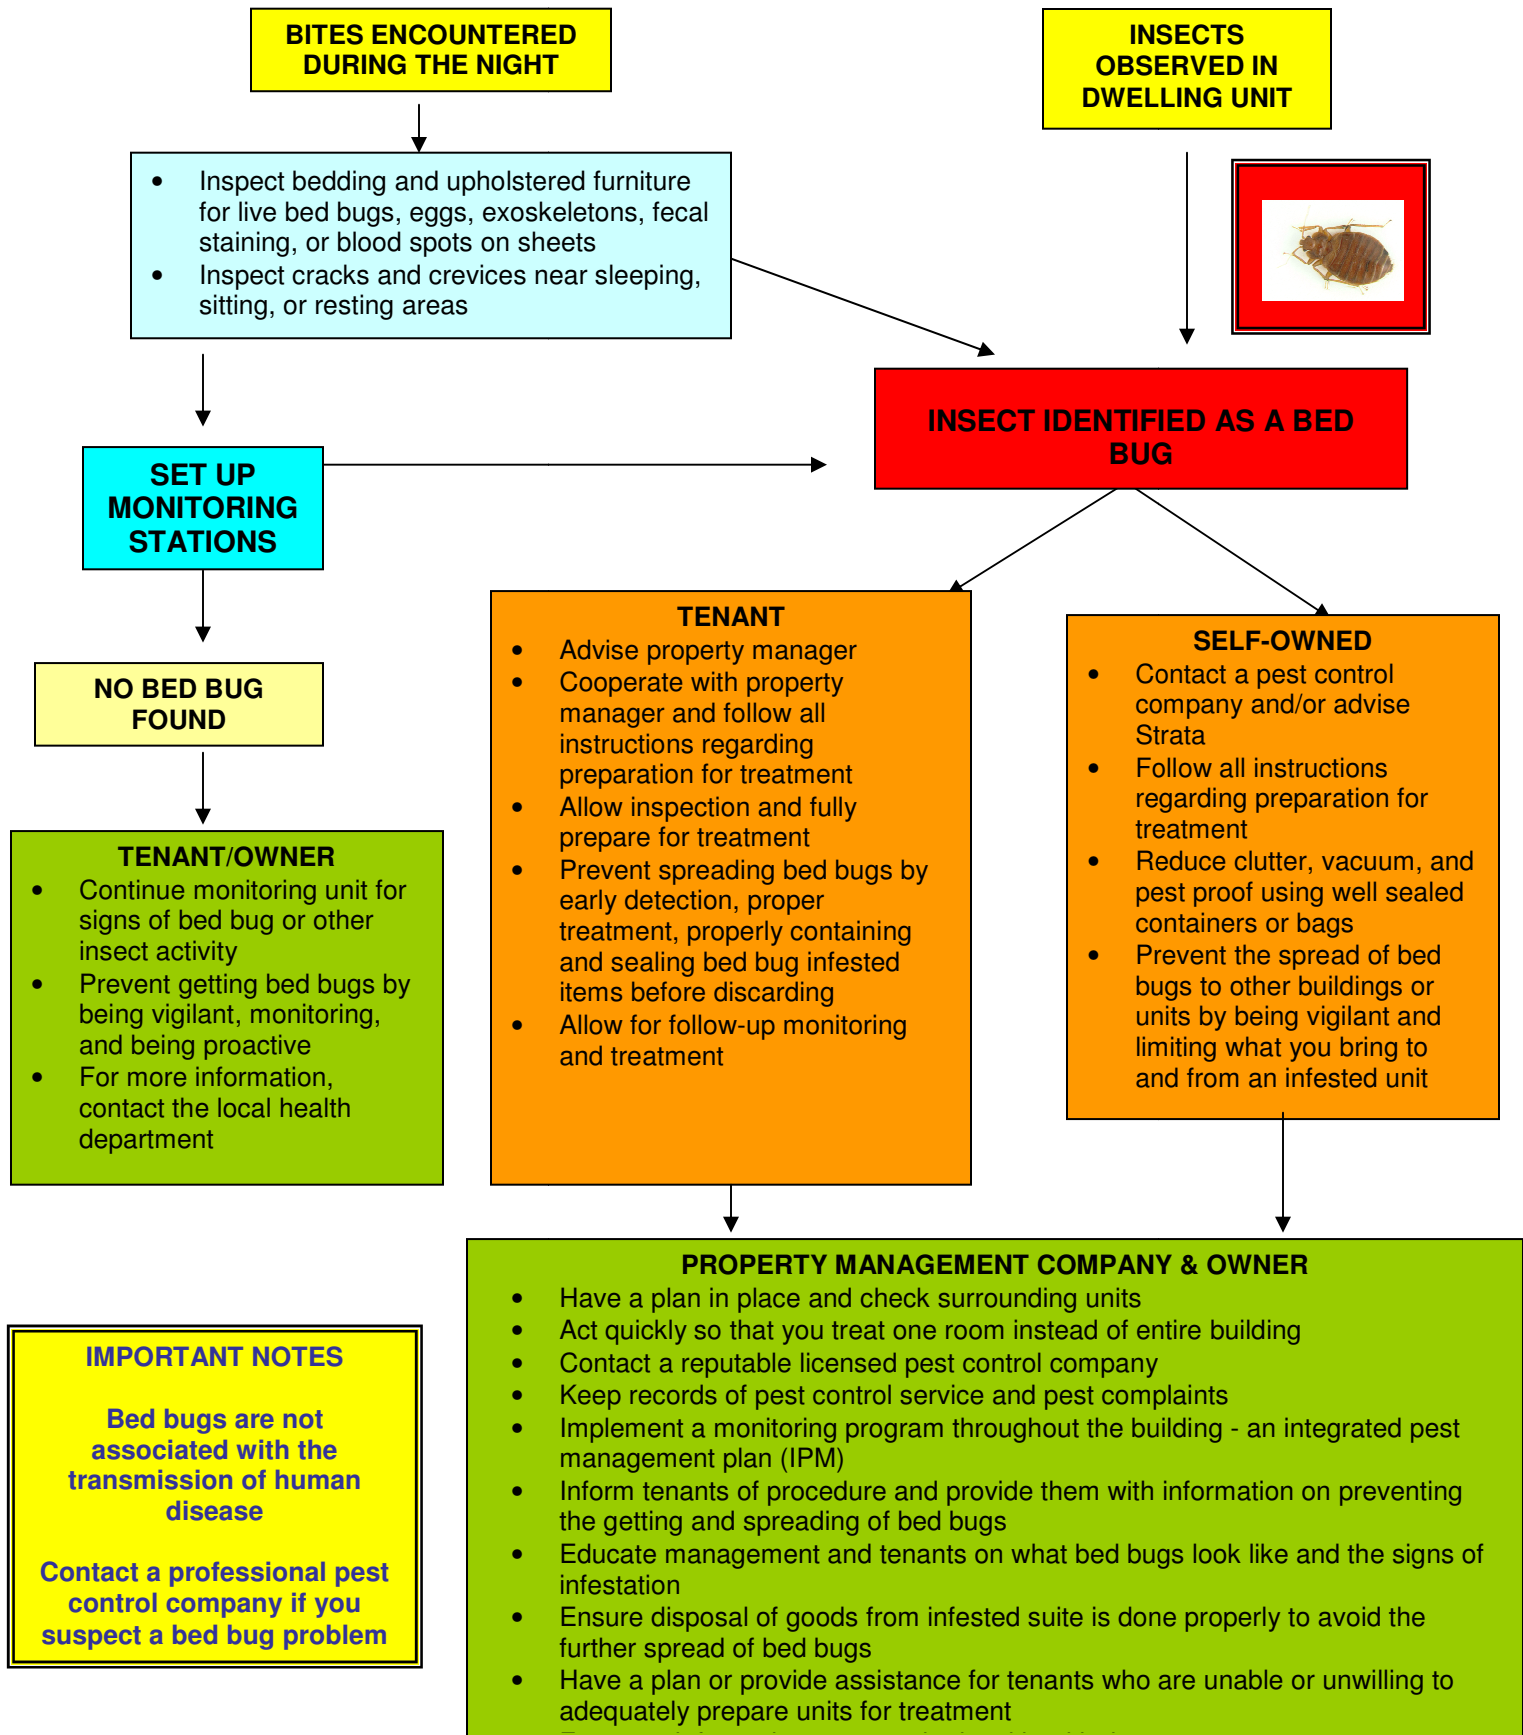 BITES ENCOUNTERED
DURING THE NIGHT
INSECTS
OBSERVED IN
DWELLING UNIT
• Inspect bedding and upholstered furniture
for live bed bugs, eggs, exoskeletons, fecal
staining, or blood spots on sheets
• Inspect cracks and crevices near sleeping,
sitting, or resting areas
INSECT IDENTIFIED AS A BED
BUG
SET UP
MONITORING
STATIONS
NO BED BUG
FOUND
TENANT
• Advise property manager
• Cooperate with property
manager and follow all
instructions regarding
preparation for treatment
• Allow inspection and fully
prepare for treatment
• Prevent spreading bed bugs by
early detection, proper
treatment, properly containing
and sealing bed bug infested
items before discarding
• Allow for follow-up monitoring
and treatment
SELF-OWNED
• Contact a pest control
company and/or advise
Strata
• Follow all instructions
regarding preparation for
treatment
• Reduce clutter, vacuum, and
pest proof using well sealed
containers or bags
• Prevent the spread of bed
bugs to other buildings or
units by being vigilant and
limiting what you bring to
and from an infested unit
TENANT/OWNER
• Continue monitoring unit for
signs of bed bug or other
insect activity
• Prevent getting bed bugs by
being vigilant, monitoring,
and being proactive
• For more information,
contact the local health
department
PROPERTY MANAGEMENT COMPANY & OWNER
• Have a plan in place and check surrounding units
• Act quickly so that you treat one room instead of entire building
• Contact a reputable licensed pest control company
• Keep records of pest control service and pest complaints
• Implement a monitoring program throughout the building - an integrated pest
management plan (IPM)
• Inform tenants of procedure and provide them with information on preventing
the getting and spreading of bed bugs
• Educate management and tenants on what bed bugs look like and the signs of
infestation
• Ensure disposal of goods from infested suite is done properly to avoid the
further spread of bed bugs
• Have a plan or provide assistance for tenants who are unable or unwilling to
adequately prepare units for treatment
IMPORTANT NOTES
Bed bugs are not
associated with the
transmission of human
disease
Contact a professional pest
control company if you
suspect a bed bug problem